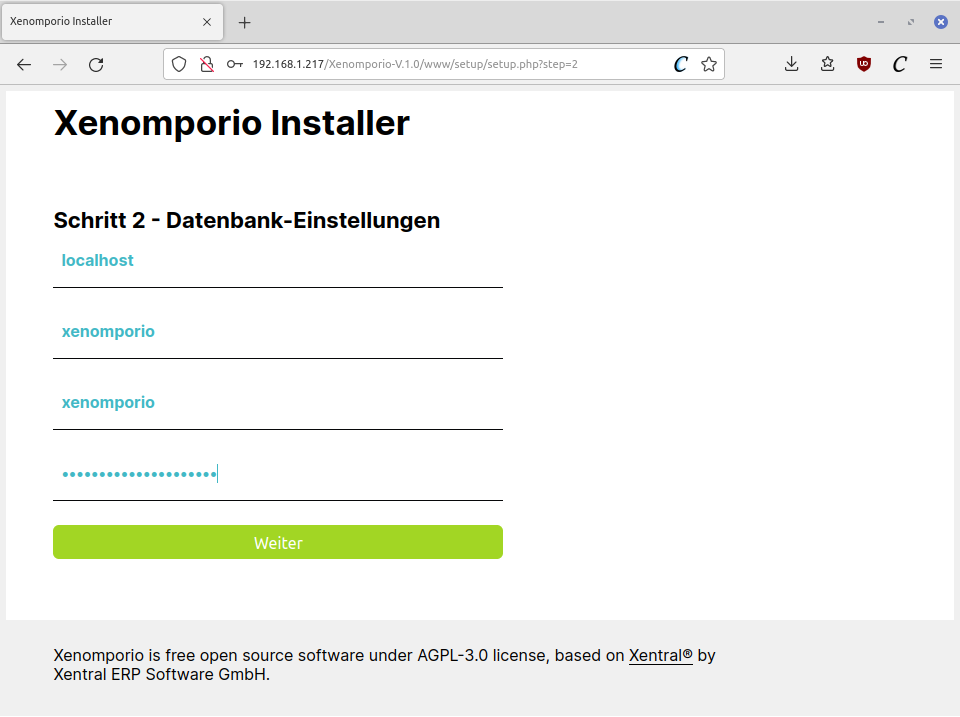 Xenomporio Installer
192.168.1.217/Xenomporio-V.1.0/www/setup/setup.php?step=2
Xenomporio Installer
Schritt 2 - Datenbank-Einstellungen
localhost
xenomporio
xenomporio
•••••••••••••••••••••
Weiter
Xenomporio is free open source software under AGPL-3.0 license, based on Xentral® by
Xentral ERP Software GmbH.